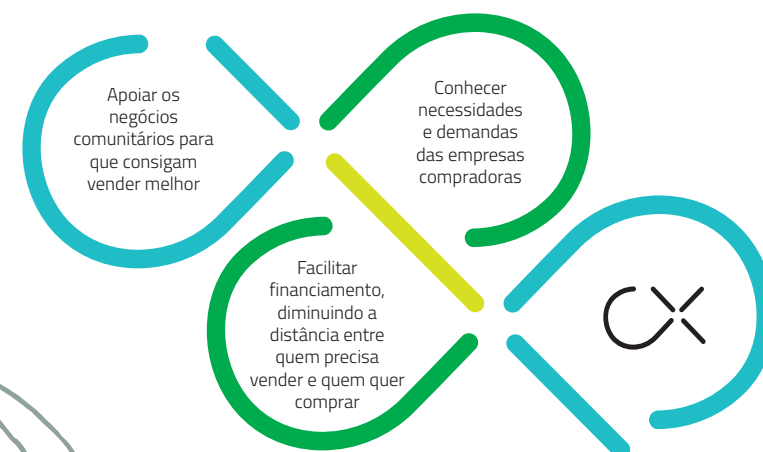 Apoiar os
negócios
comunitários para
que consigam
vender melhor
Conhecer
necessidades
e demandas
das empresas
compradoras
Facilitar
financiamento,
diminuindo a
distância entre
quem precisa
vender e quem quer
comprar
CX